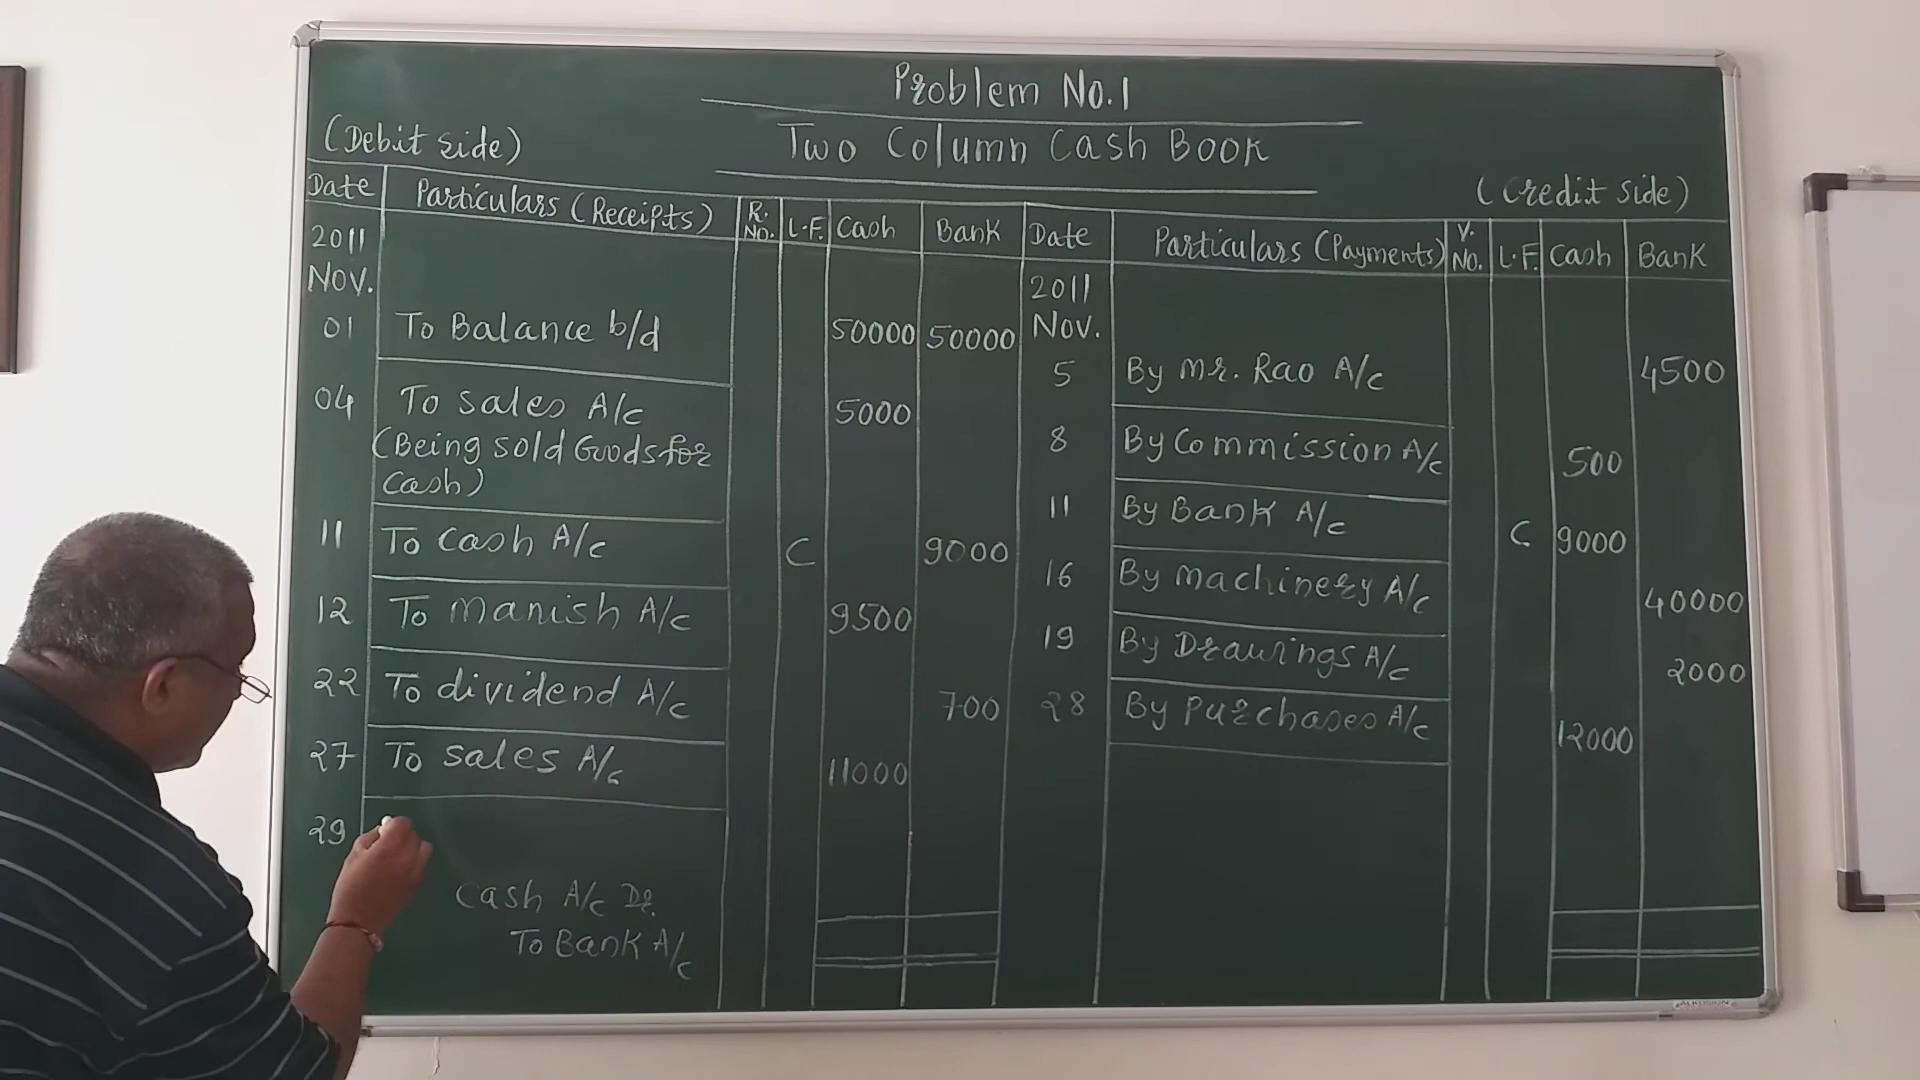 Problem No.1
Two Column Cash Book
(Debit side)
(Credit side)
Date Particulars (Receipts) R. No. L.F. Cash Bank Date Particulars (Payments) V. No. L.F. Cash Bank
2011
Nov.
01 To Balance b/d 50000 50000
04 To sales A/c 5000
(Being sold Goods for
Cash)
11 To cash A/c C 9000
12 To manish A/c 9500
22 To dividend A/c 700
27 To sales A/c 11000
29
Cash A/c Dr.
To Bank A/c
2011
Nov.
5 By Mr. Rao A/c 4500
8 By Commission A/c 500
11 By Bank A/c C 9000
16 By machinery A/c 40000
19 By Drawings A/c 2000
28 By Purchases A/c 12000